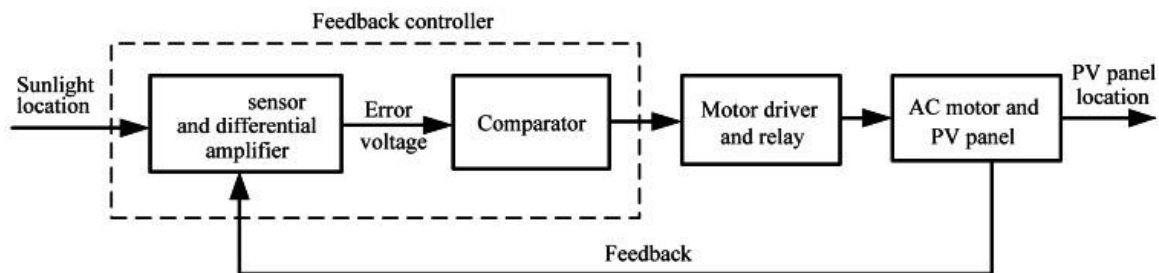 Feedback controller
Sunlight
location
sensor
and differential
amplifier
Error
voltage
Comparator
Motor driver
and relay
AC motor and
PV panel
PV panel
location
Feedback